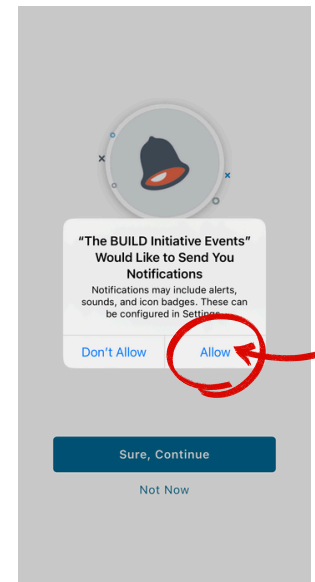 “The BUILD Initiative Events”
Would Like to Send You
Notifications
Notifications may include alerts,
sounds, and icon badges. These can
be configured in Settings.
Don't Allow
Allow
Sure, Continue
Not Now